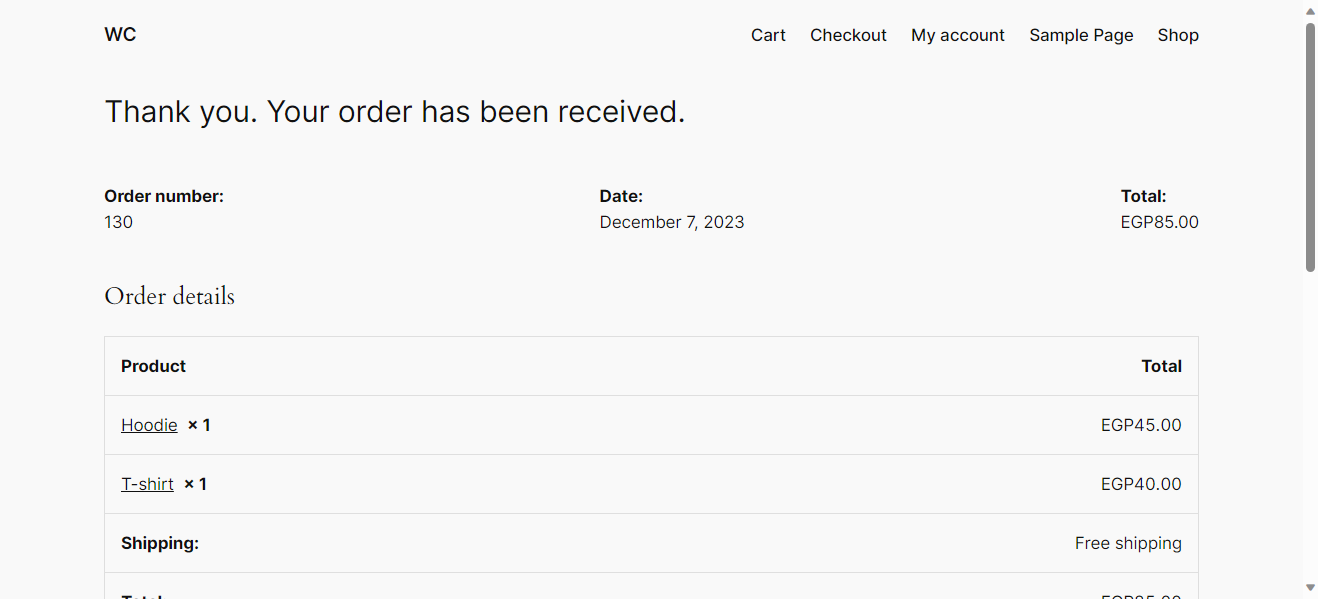 WC
Cart Checkout My account Sample Page Shop
Thank you. Your order has been received.
Order number: Date: Total:
130 December 7, 2023 EGP85.00
Order details
Product Total
Hoodie × 1 EGP45.00
T-shirt × 1 EGP40.00
Shipping: Free shipping